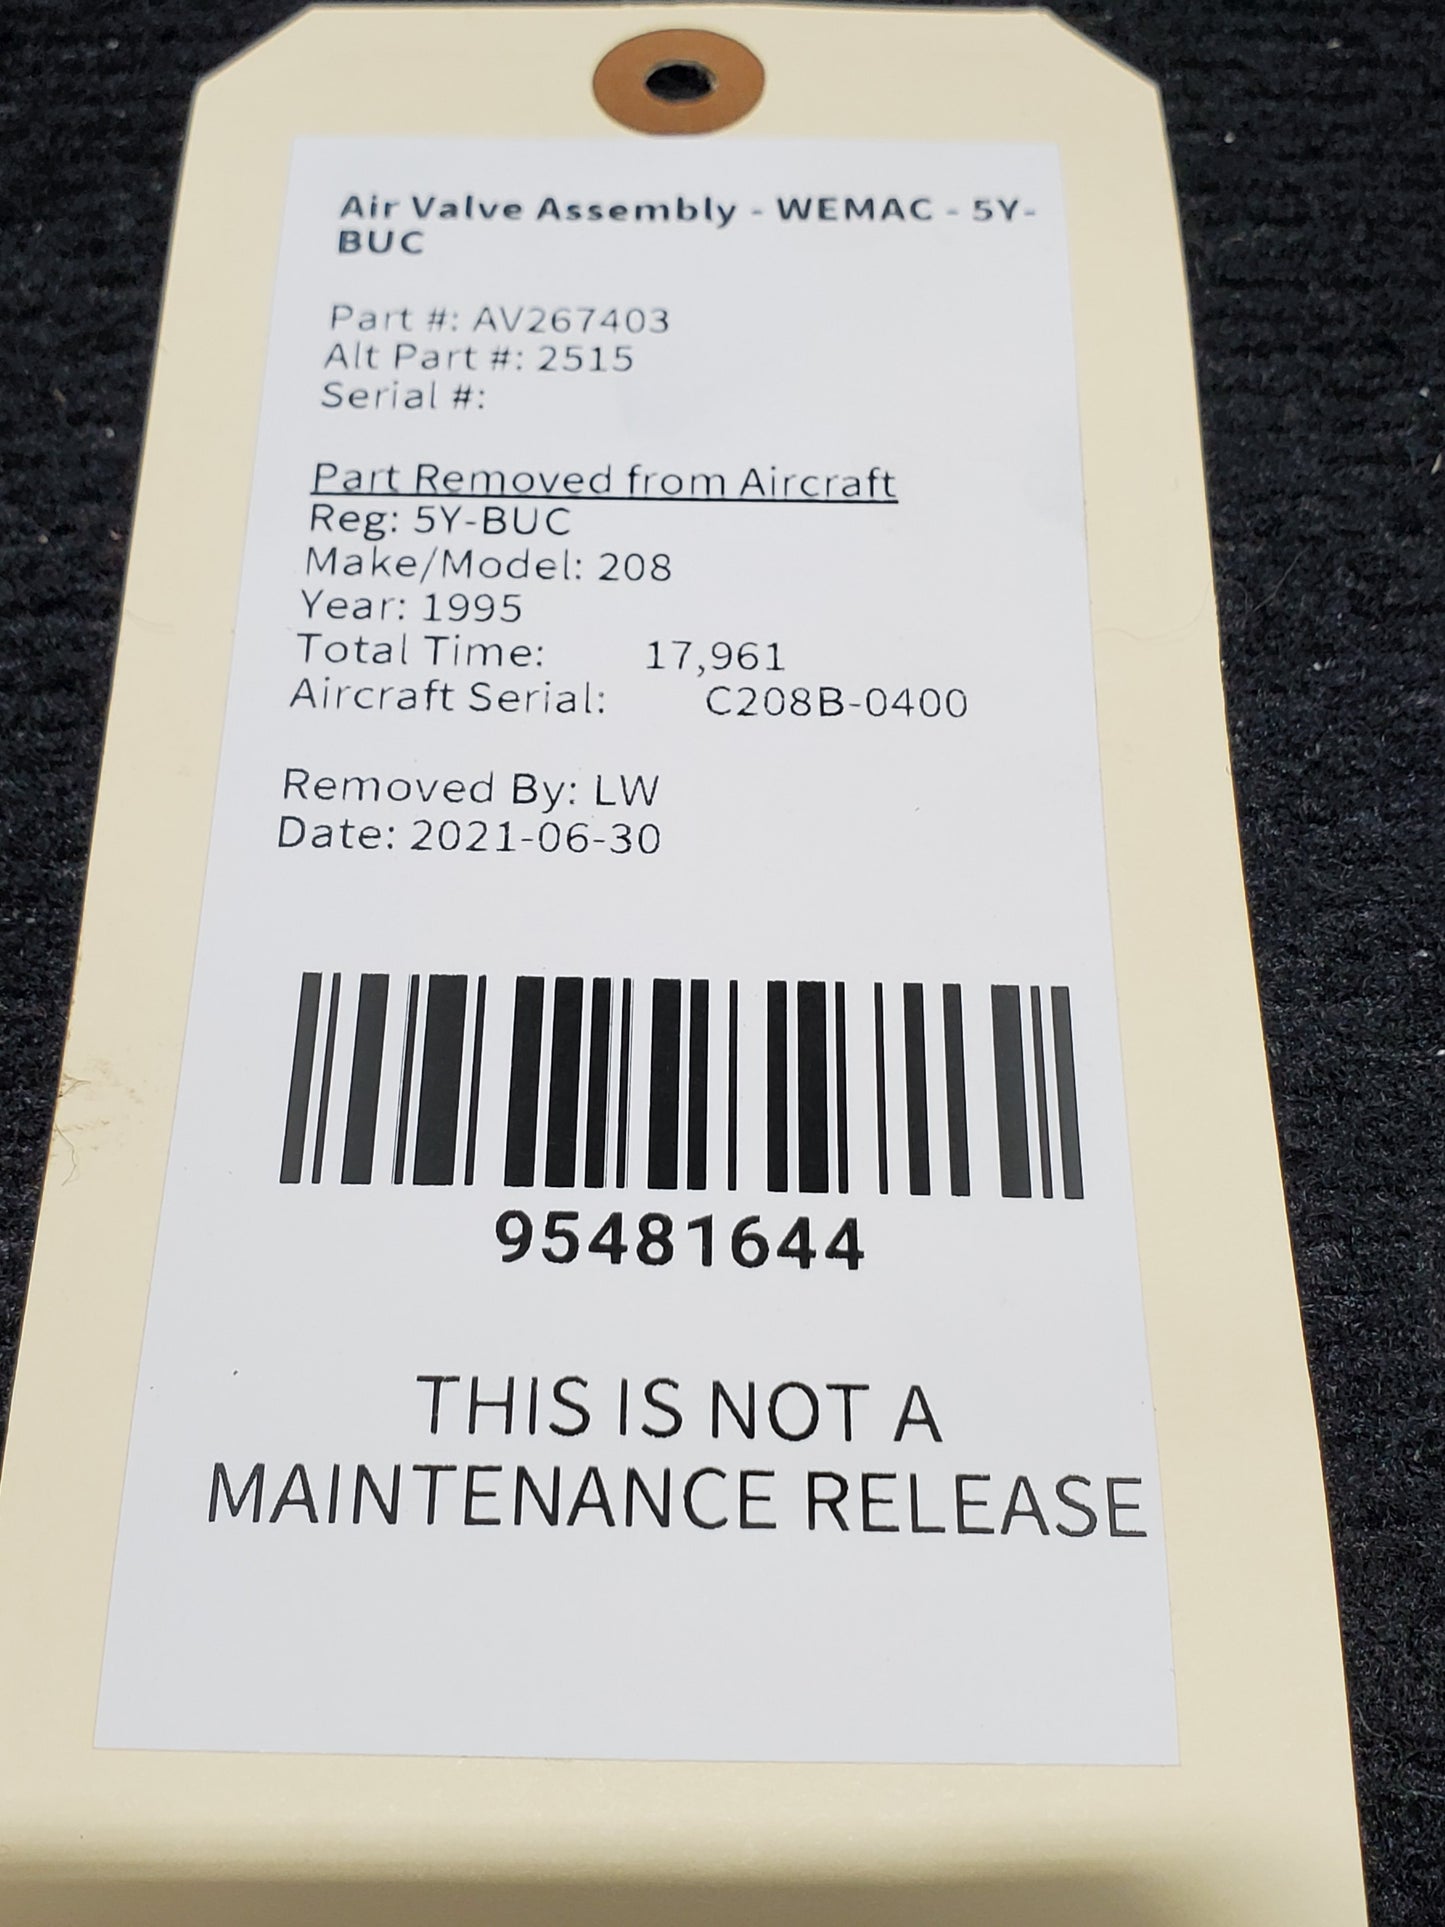 Air Valve Assembly - WEMAC - 5Y-
BUC
Part #: AV267403
Alt Part #: 2515
Serial #:
Part Removed from Aircraft
Reg: 5Y-BUC
Make/Model: 208
Year: 1995
Total Time: 17,961
Aircraft Serial: C208B-0400
Removed By: LW
Date: 2021-06-30
95481644
THIS IS NOT A
MAINTENANCE RELEASE